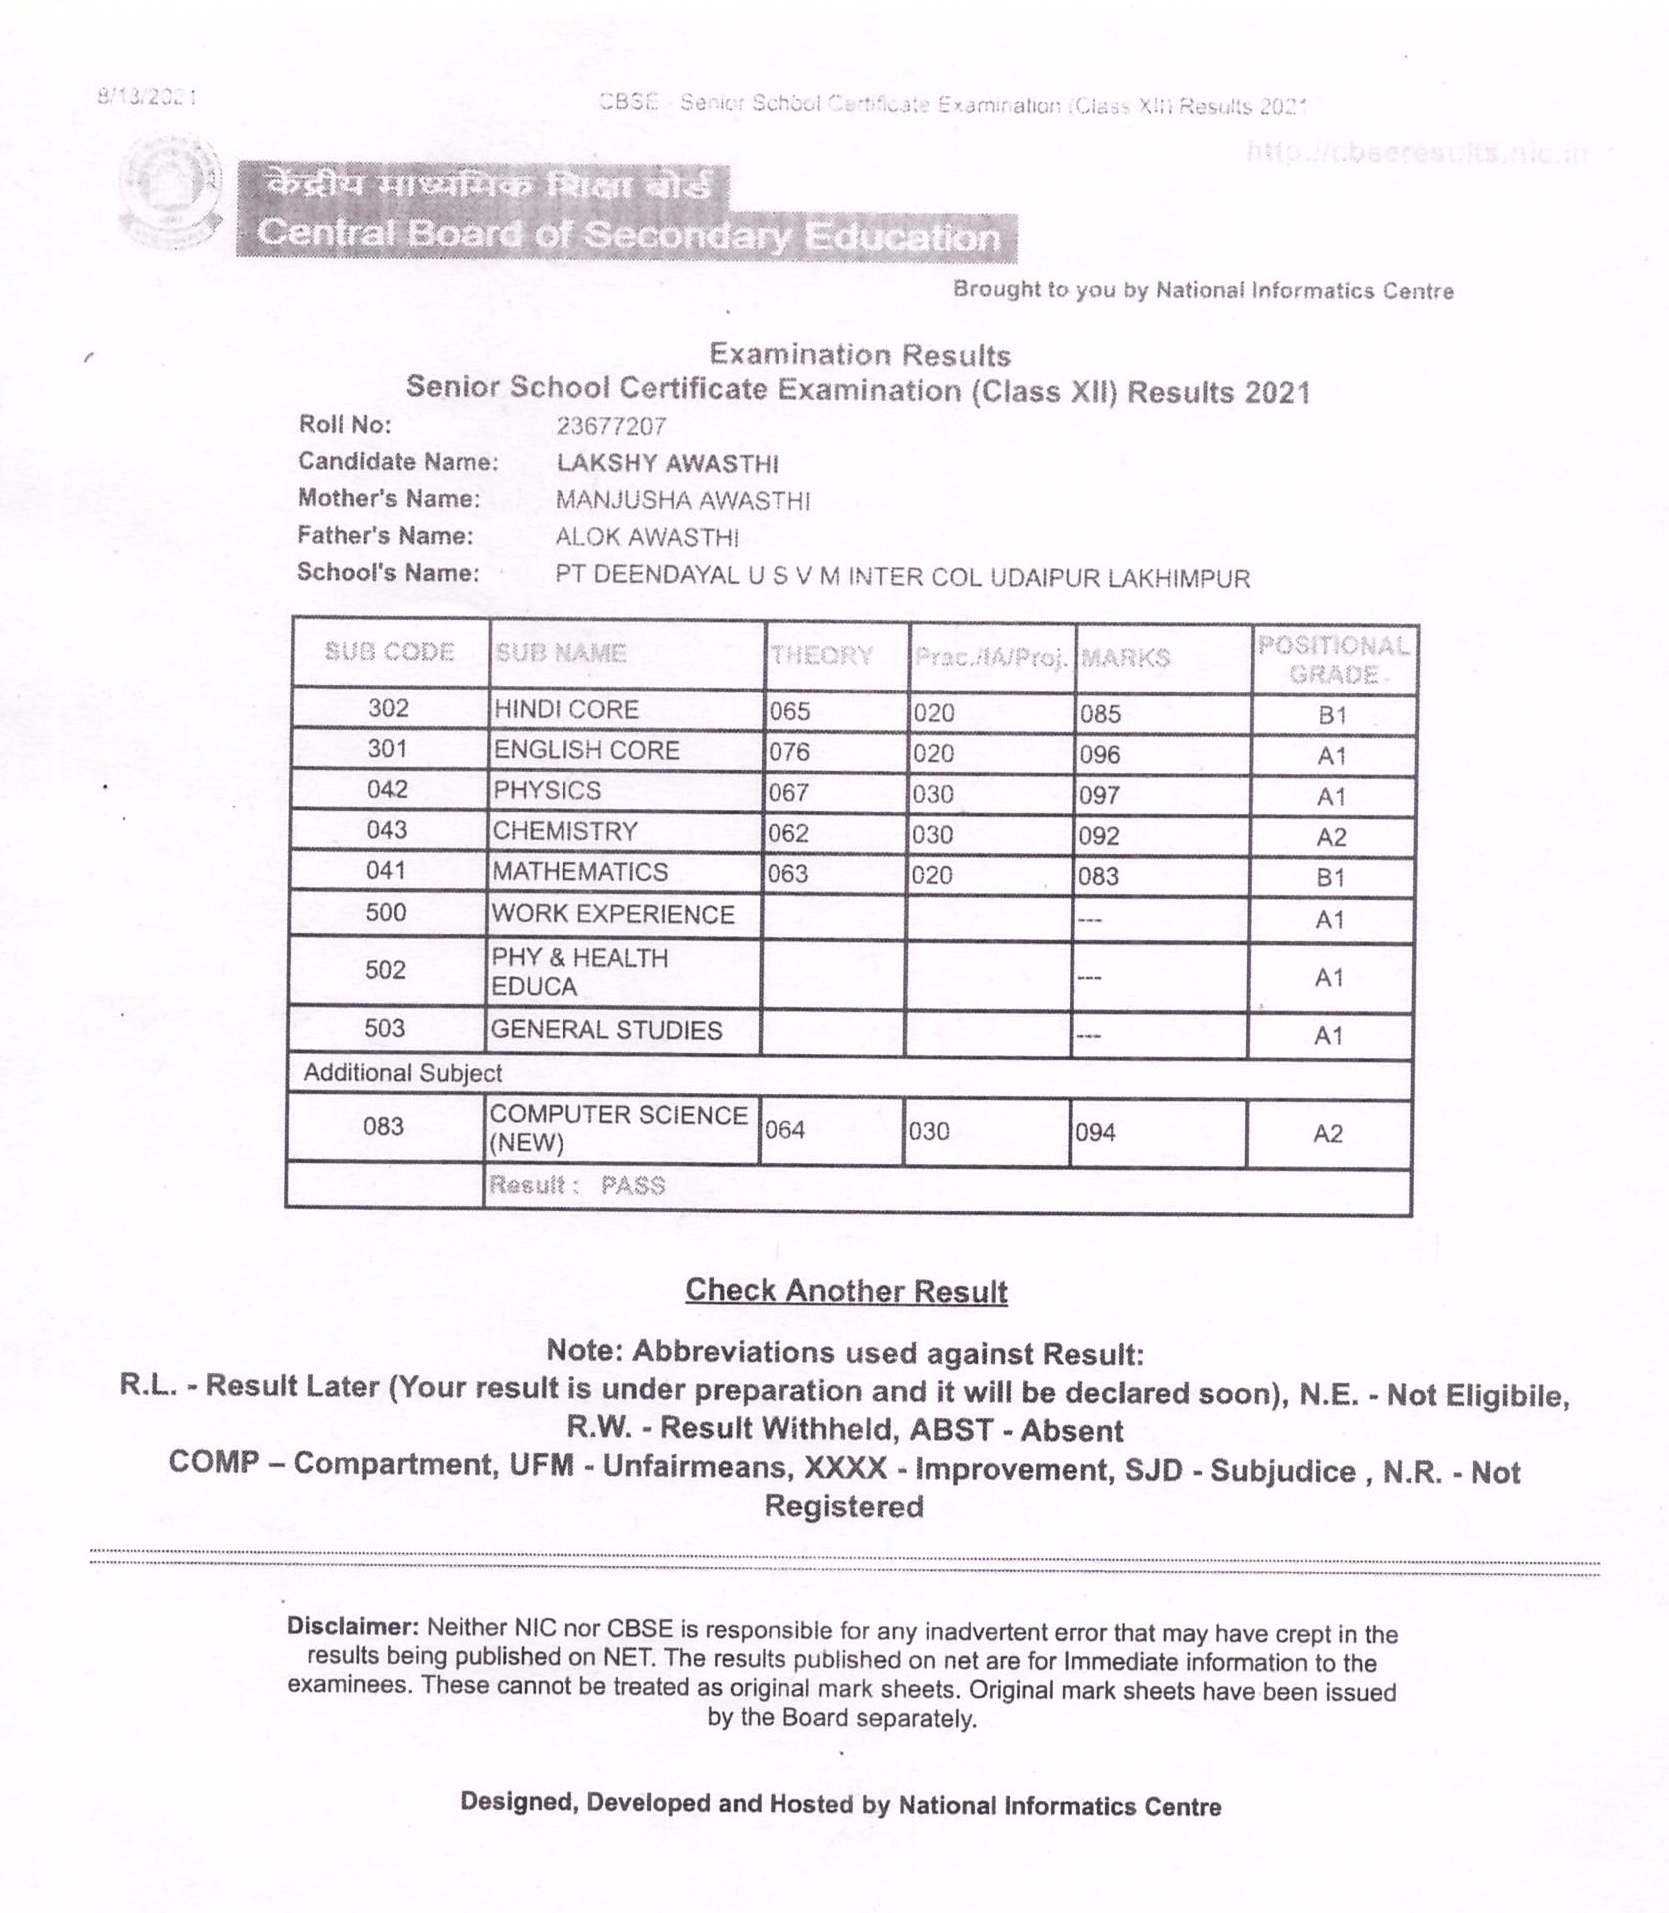 8/13/2021
CBSE - Senior School Certificate Examination (Class XII) Results 2021
http://cbseresults.nic.in
केंद्रीय माध्यमिक शिक्षा बोर्ड
Central Board of Secondary Education
Brought to you by National Informatics Centre
Examination Results
Senior School Certificate Examination (Class XII) Results 2021
Roll No: 23677207
Candidate Name: LAKSHY AWASTHI
Mother's Name: MANJUSHA AWASTHI
Father's Name: ALOK AWASTHI
School's Name: PT DEENDAYAL U S V M INTER COL UDAIPUR LAKHIMPUR
SUB CODE SUB NAME THEORY Prac./IA/Proj. MARKS POSITIONAL
GRADE
302 HINDI CORE 065 020 085 B1
301 ENGLISH CORE 076 020 096 A1
042 PHYSICS 067 030 097 A1
043 CHEMISTRY 062 030 092 A2
041 MATHEMATICS 063 020 083 B1
500 WORK EXPERIENCE --- A1
502 PHY & HEALTH
EDUCA --- A1
503 GENERAL STUDIES --- A1
Additional Subject
083 COMPUTER SCIENCE
(NEW) 064 030 094 A2
Result : PASS
Check Another Result
Note: Abbreviations used against Result:
R.L. - Result Later (Your result is under preparation and it will be declared soon), N.E. - Not Eligibile,
R.W. - Result Withheld, ABST - Absent
COMP – Compartment, UFM - Unfairmeans, XXXX - Improvement, SJD - Subjudice , N.R. - Not
Registered
Disclaimer: Neither NIC nor CBSE is responsible for any inadvertent error that may have crept in the
results being published on NET. The results published on net are for Immediate information to the
examinees. These cannot be treated as original mark sheets. Original mark sheets have been issued
by the Board separately.
Designed, Developed and Hosted by National Informatics Centre